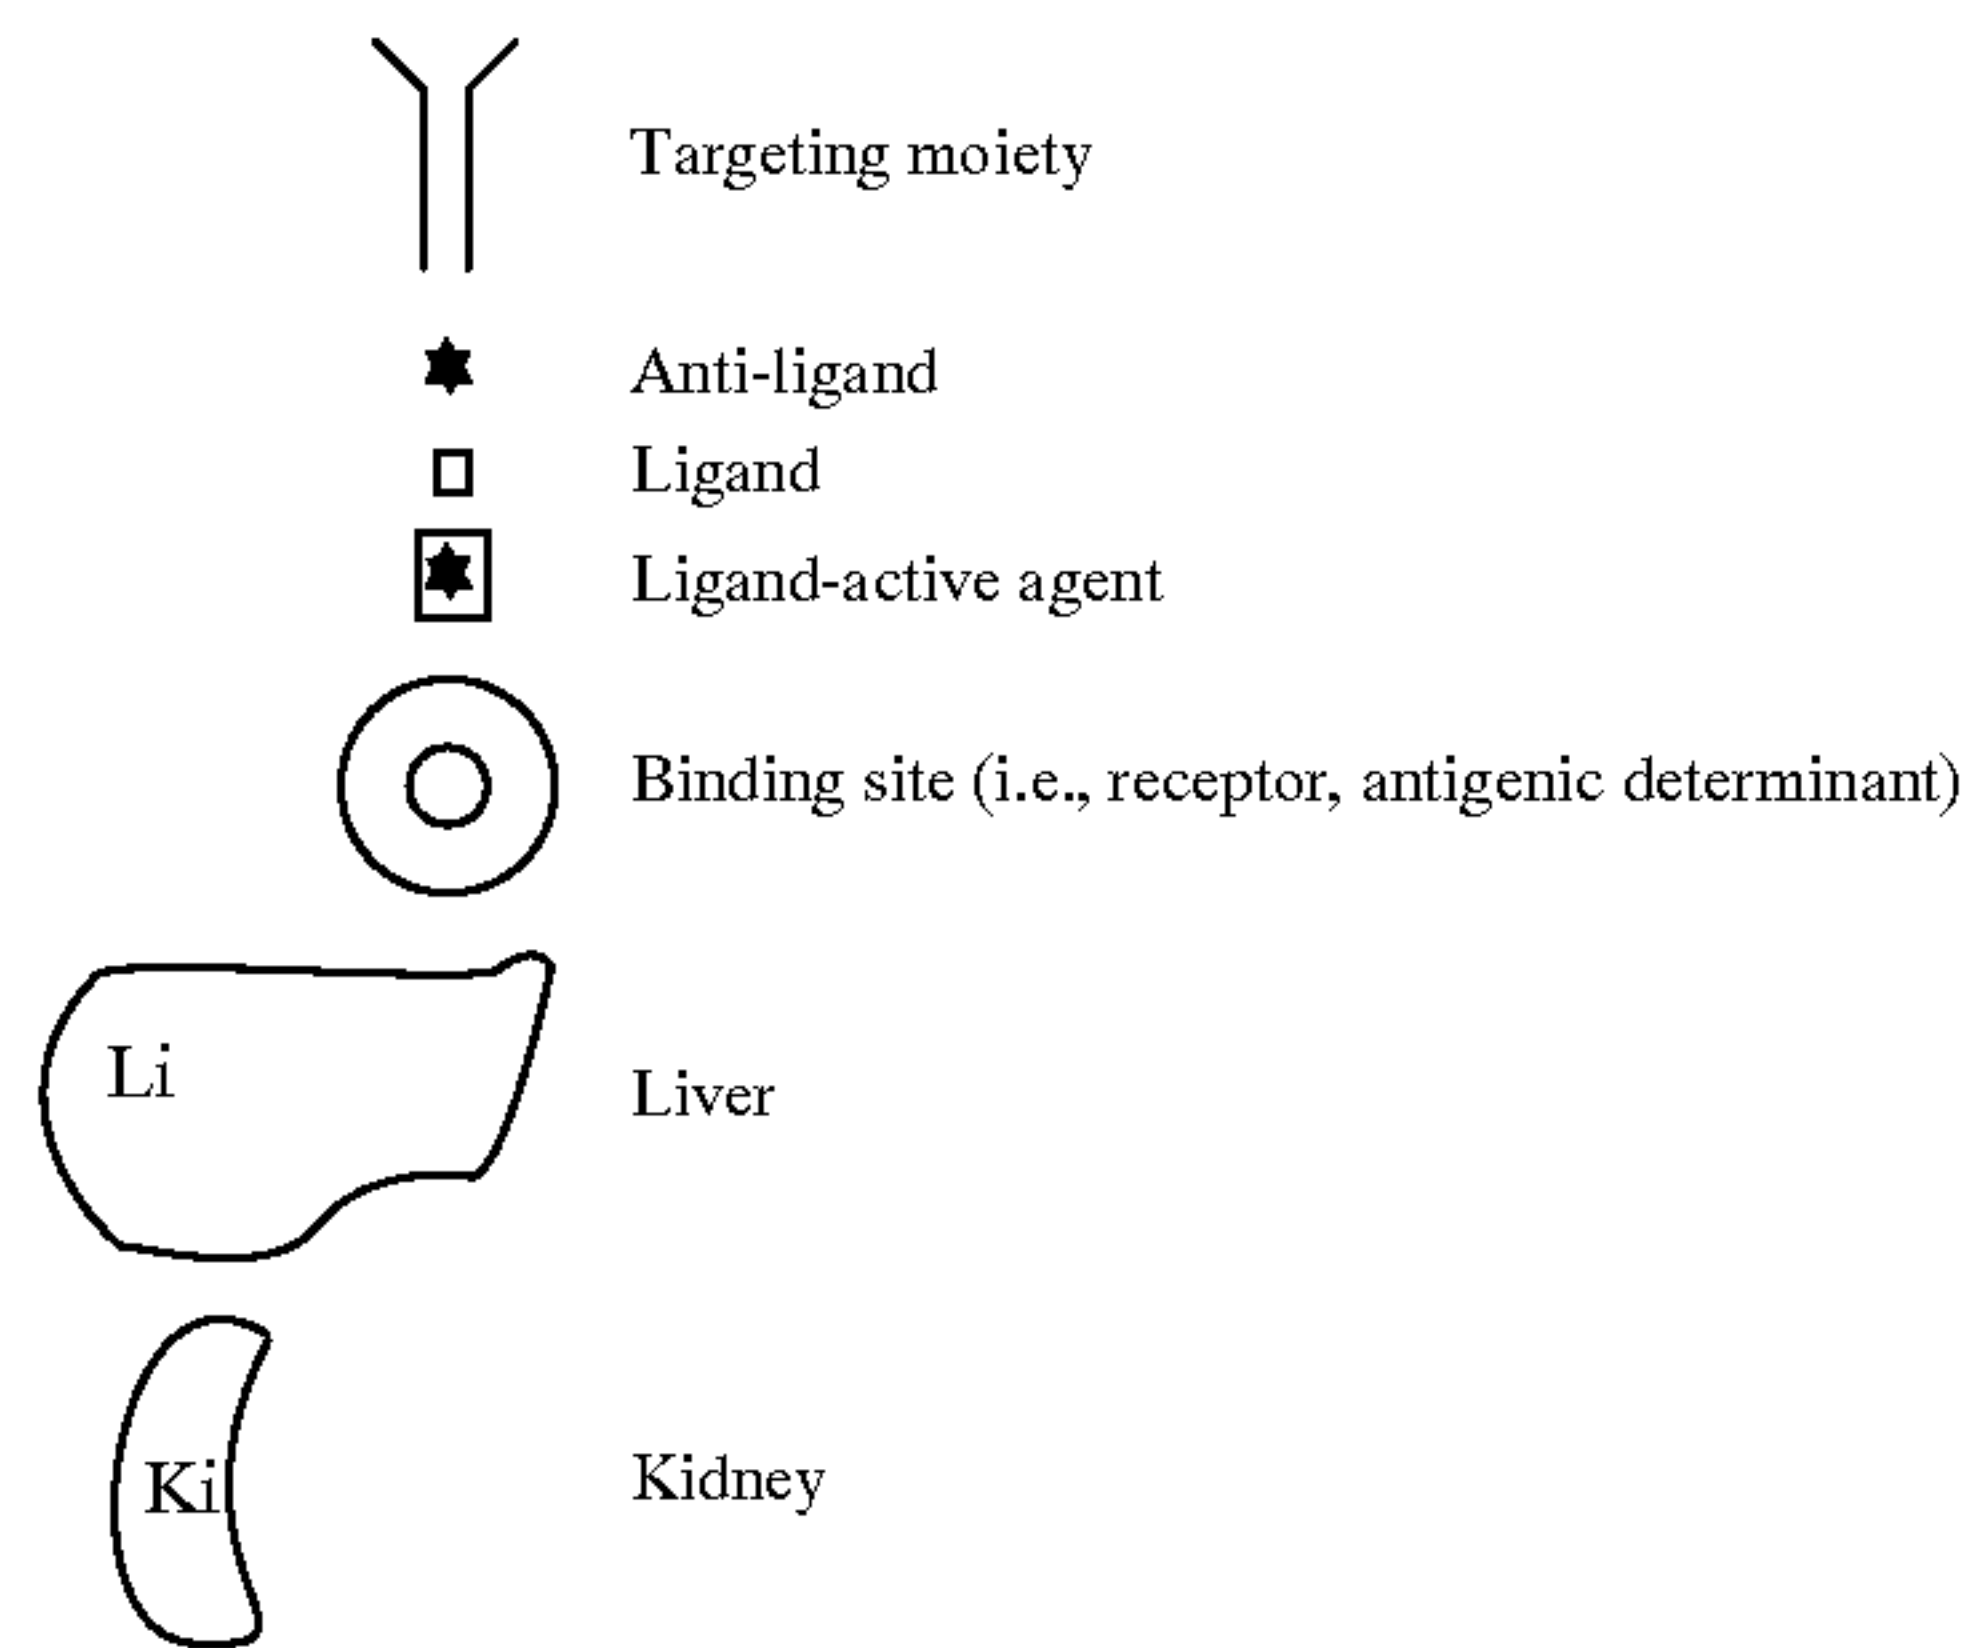 Targeting moiety
Anti-ligand
Ligand
Ligand-active agent
Binding site (i.e., receptor, antigenic determinant)
Li
Liver
Ki
Kidney